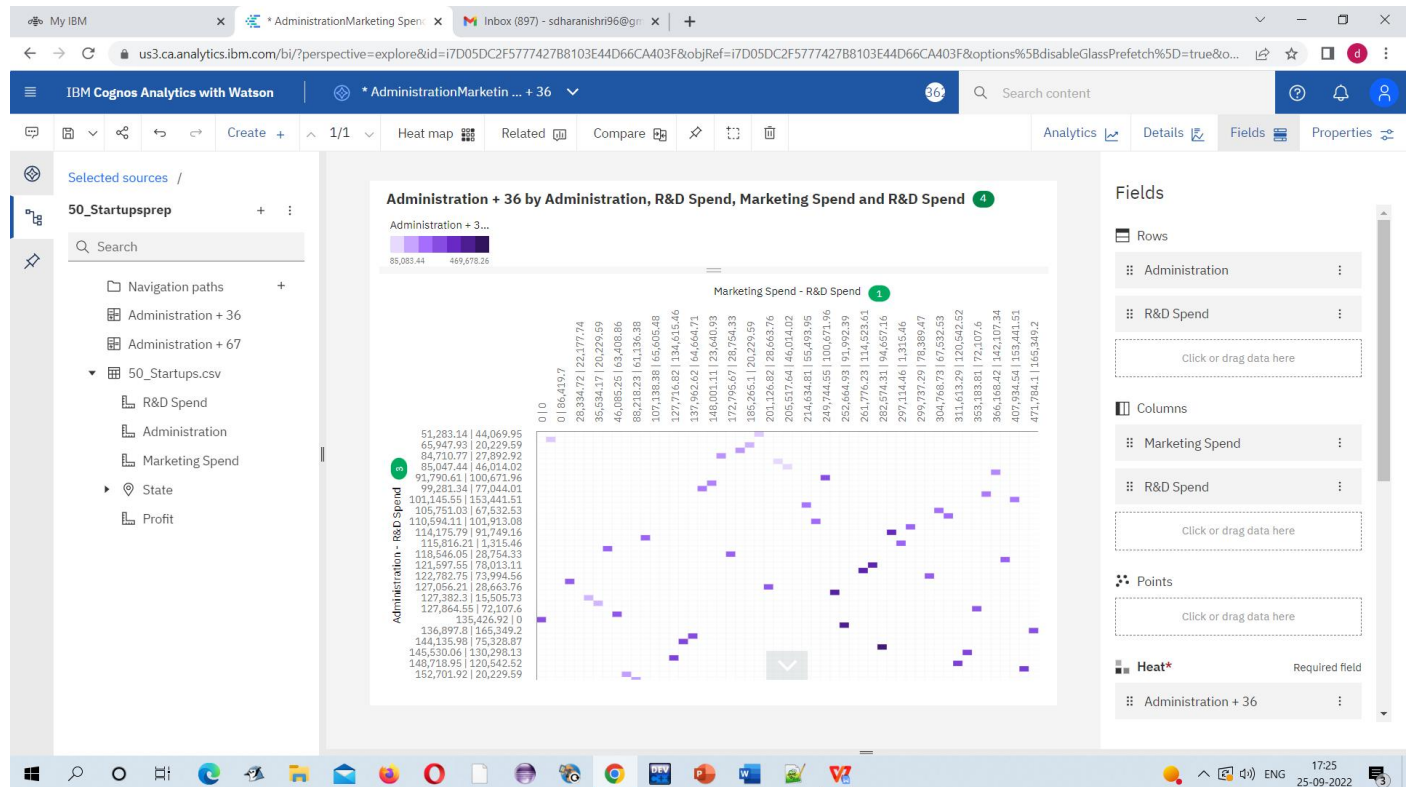 My IBM
* AdministrationMarketing Spenc
Inbox (897) - sdharanishri96@gm
us3.ca.analytics.ibm.com/bi/?perspective=explore&id=i7D05DC2F5777427B8103E44D66CA403F&objRef=i7D05DC2F5777427B8103E44D66CA403F&options%5BdisableGlassPrefetch%5D=true&o...
d
IBM Cognos Analytics with Watson
* AdministrationMarketin ... + 36
362
Search content
Create +
1/1
Heat map
Related
Compare
Analytics
Details
Fields
Properties
Selected sources /
50_Startupsprep
Search
Navigation paths
Administration + 36
Administration + 67
50_Startups.csv
R&D Spend
Administration
Marketing Spend
State
Profit
Administration + 36 by Administration, R&D Spend, Marketing Spend and R&D Spend 4
Administration + 3...
85,083.44 469,678.26
Marketing Spend - R&D Spend 1
0 | 0
0 | 86,419.7
28,334.72 | 22,177.74
35,534.17 | 20,229.59
46,085.25 | 63,408.86
88,218.23 | 61,136.38
107,138.38 | 65,605.48
127,716.82 | 134,615.46
137,962.62 | 64,664.71
148,001.11 | 23,640.93
172,795.67 | 28,754.33
185,265.1 | 20,229.59
201,126.82 | 28,663.76
205,517.64 | 46,014.02
214,634.81 | 55,493.95
249,744.55 | 100,671.96
252,664.93 | 91,992.39
261,776.23 | 114,523.61
282,574.31 | 94,657.16
297,114.46 | 1,315.46
299,737.29 | 78,389.47
304,768.73 | 67,532.53
311,613.29 | 120,542.52
353,183.81 | 72,107.6
366,168.42 | 142,107.34
407,934.54 | 153,441.51
471,784.1 | 165,349.2
Administration - R&D Spend 3
51,283.14 | 44,069.95
65,947.93 | 20,229.59
84,710.77 | 27,892.92
85,047.44 | 46,014.02
91,790.61 | 100,671.96
99,281.34 | 77,044.01
101,145.55 | 153,441.51
105,751.03 | 67,532.53
110,594.11 | 101,913.08
114,175.79 | 91,749.16
115,816.21 | 1,315.46
118,546.05 | 28,754.33
121,597.55 | 78,013.11
122,782.75 | 73,994.56
127,056.21 | 28,663.76
127,382.3 | 15,505.73
127,864.55 | 72,107.6
135,426.92 | 0
136,897.8 | 165,349.2
144,135.98 | 75,328.87
145,530.06 | 130,298.13
148,718.95 | 120,542.52
152,701.92 | 20,229.59
Fields
Rows
Administration
R&D Spend
Click or drag data here
Columns
Marketing Spend
R&D Spend
Click or drag data here
Points
Click or drag data here
Heat* Required field
Administration + 36
DEV
ENG
17:25
25-09-2022
3